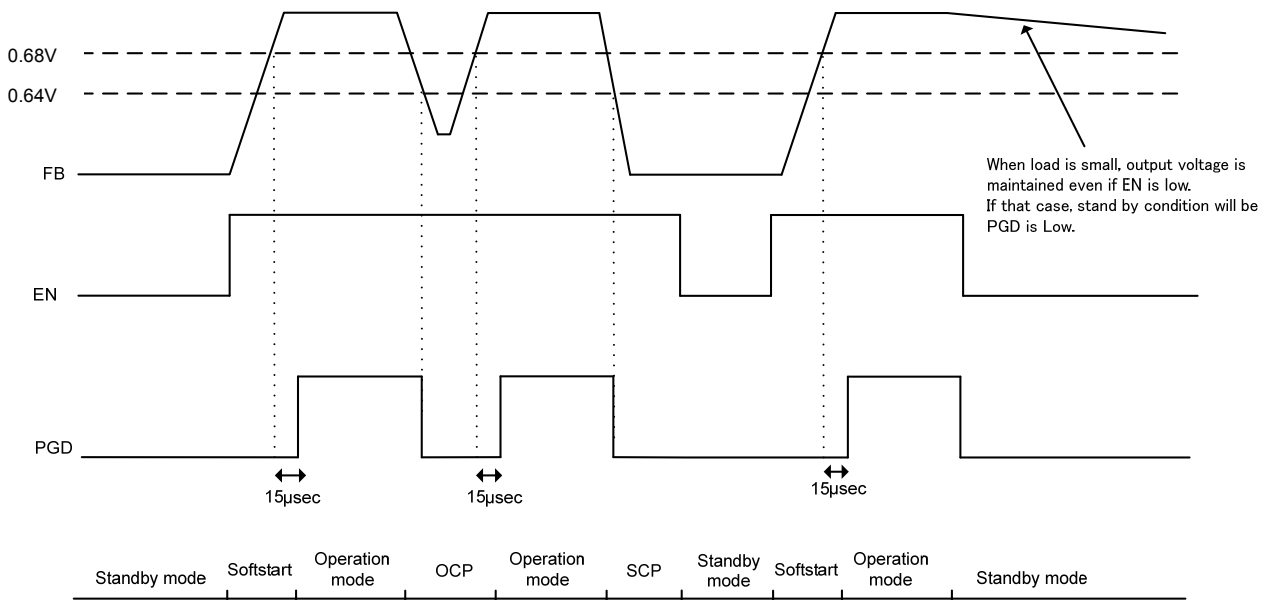 0.68V
0.64V
FB
When load is small, output voltage is
maintained even if EN is low.
If that case, stand by condition will be
PGD is Low.
EN
PGD
15μsec
15μsec
15μsec
Standby mode
Softstart
Operation
mode
OCP
Operation
mode
SCP
Standby
mode
Softstart
Operation
mode
Standby mode